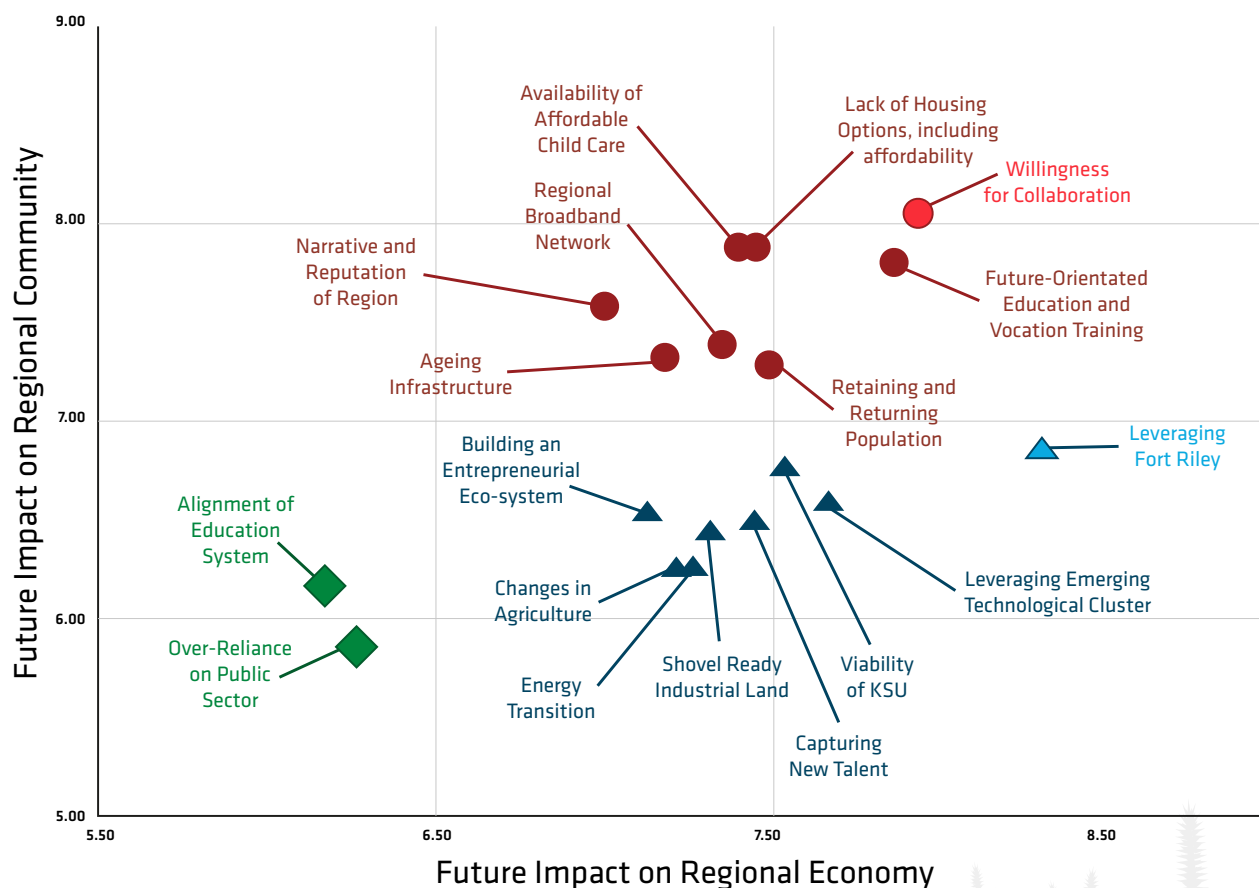 9.00
8.00
7.00
6.00
5.00
5.50
6.50
7.50
8.50
Future Impact on Regional Community
Future Impact on Regional Economy
Availability of
Affordable
Child Care
Lack of Housing
Options, including
affordability
Willingness
for Collaboration
Regional
Broadband
Network
Narrative and
Reputation
of Region
Future-Orientated
Education and
Vocation Training
Ageing
Infrastructure
Retaining and
Returning
Population
Building an
Entrepreneurial
Eco-system
Leveraging
Fort Riley
Alignment of
Education
System
Changes in
Agriculture
Leveraging Emerging
Technological Cluster
Over-Reliance
on Public
Sector
Energy
Transition
Shovel Ready
Industrial Land
Viability
of KSU
Capturing
New Talent